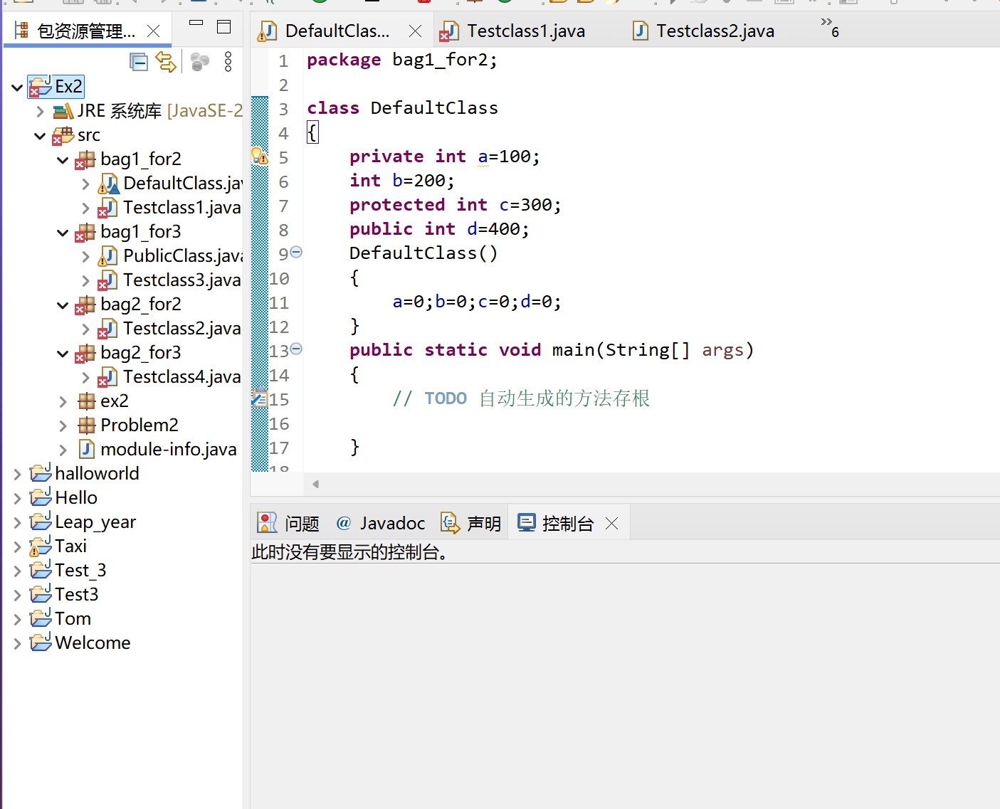 包资源管理...
Ex2
JRE 系统库 [JavaSE-2
src
bag1_for2
DefaultClass.jav
Testclass1.java
bag1_for3
PublicClass.java
Testclass3.java
bag2_for2
Testclass2.java
bag2_for3
Testclass4.java
ex2
Problem2
module-info.java
halloworld
Hello
Leap_year
Taxi
Test_3
Test3
Tom
Welcome
DefaultClas... Testclass1.java Testclass2.java »6
1 package bag1_for2;
2
3 class DefaultClass
4 {
5 private int a=100;
6 int b=200;
7 protected int c=300;
8 public int d=400;
9 DefaultClass()
10 {
11 a=0;b=0;c=0;d=0;
12 }
13 public static void main(String[] args)
14 {
15 // TODO 自动生成的方法存根
16
17 }
18
问题 @ Javadoc 声明 控制台
此时没有要显示的控制台。